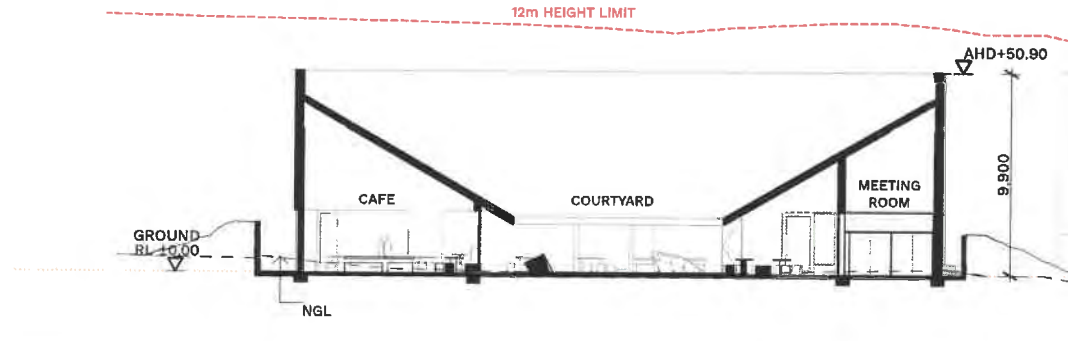 12m HEIGHT LIMIT
AHD+50.90
9,900
CAFE
COURTYARD
MEETING
ROOM
GROUND
RL ±0.00
NGL